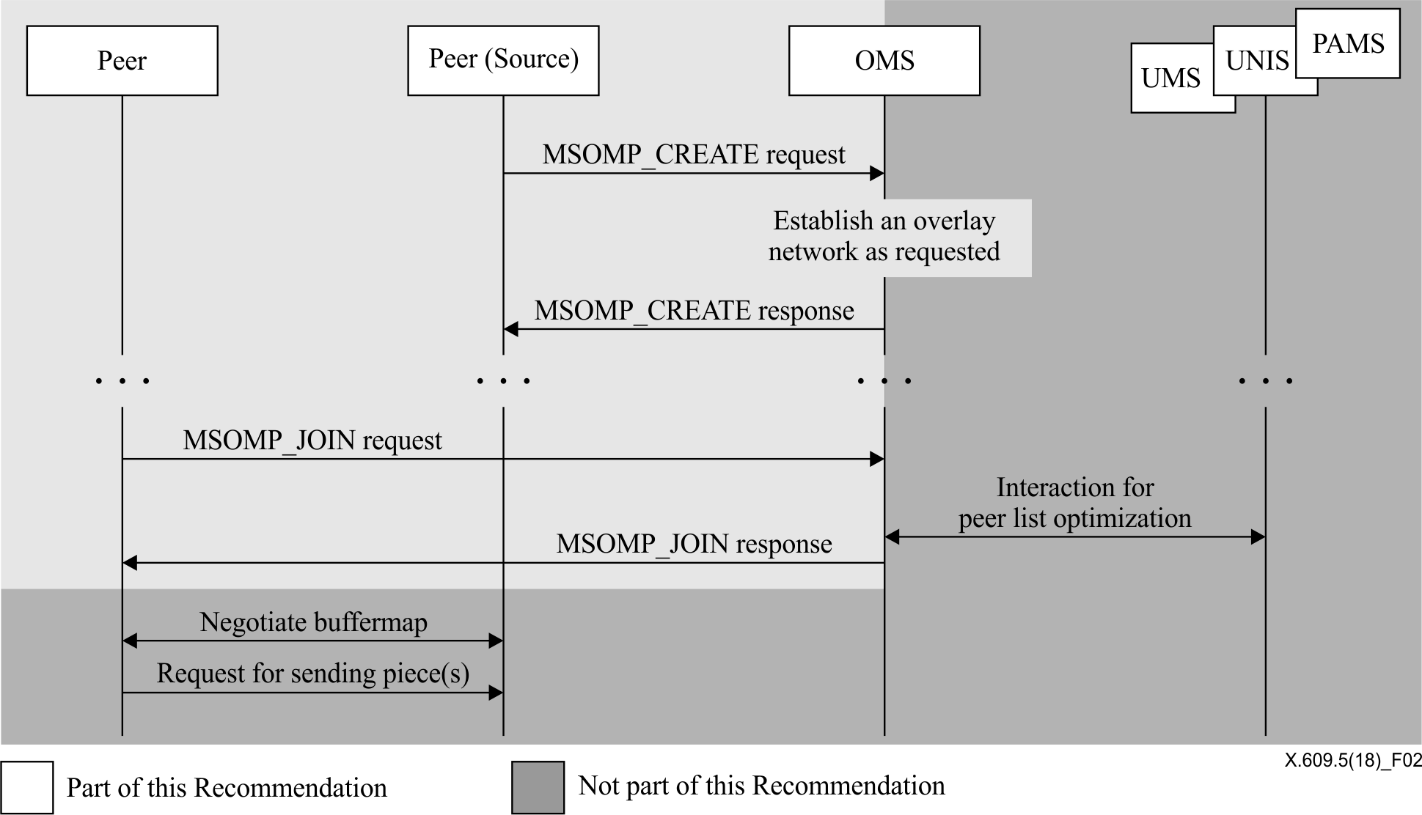 Peer
Peer (Source)
OMS
UMS
UNIS
PAMS
MSOMP_CREATE request
Establish an overlay
network as requested
MSOMP_CREATE response
. . .
. . .
. . .
. . .
MSOMP_JOIN request
Interaction for
peer list optimization
MSOMP_JOIN response
Negotiate buffermap
Request for sending piece(s)
X.609.5(18)_F02
Part of this Recommendation
Not part of this Recommendation